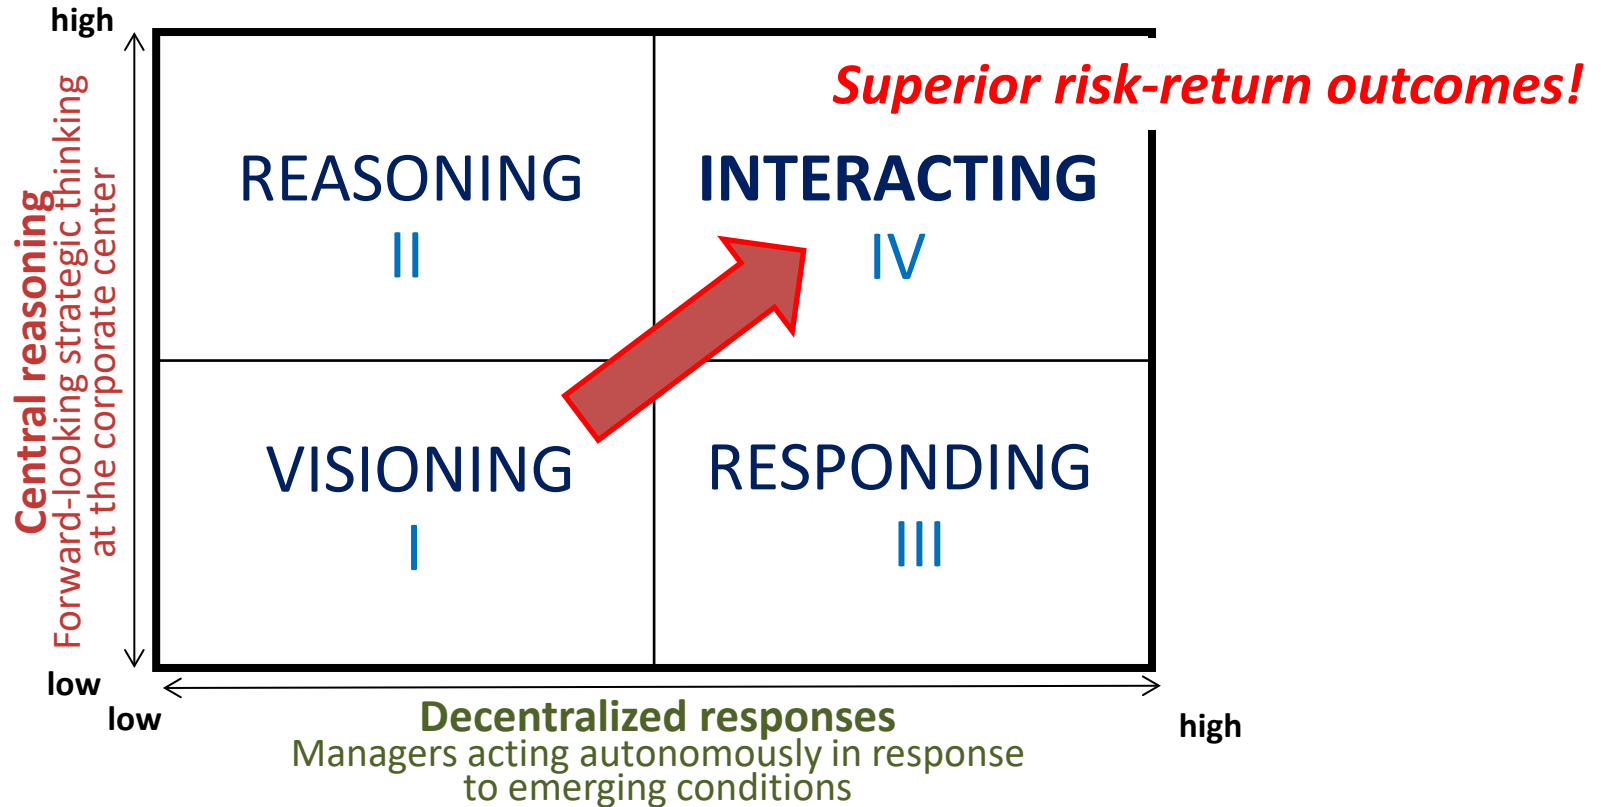 high
Superior risk-return outcomes!
Central reasoning
Forward-looking strategic thinking
at the corporate center
REASONING
II
INTERACTING
IV
VISIONING
I
RESPONDING
III
low
low
high
Decentralized responses
Managers acting autonomously in response
to emerging conditions